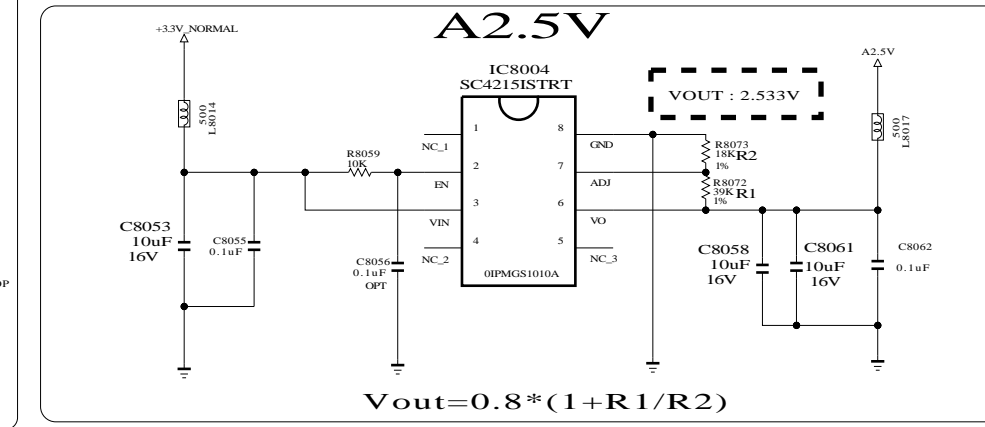 A2.5V
+3.3V_NORMAL
A2.5V
IC8004
SC4215ISTRT
VOUT : 2.533V
500
L8014
500
L8017
1
8
NC_1
GND
R8073
18K R2
1%
R8059
10K
2
7
EN
ADJ
R8072
39K R1
1%
3
6
VIN
VO
C8053
10uF
16V
C8055
0.1uF
4
5
NC_2
NC_3
C8056
0.1uF
OPT
0IPMGS1010A
C8058
10uF
16V
C8061
10uF
16V
C8062
0.1uF
Vout=0.8*(1+R1/R2)